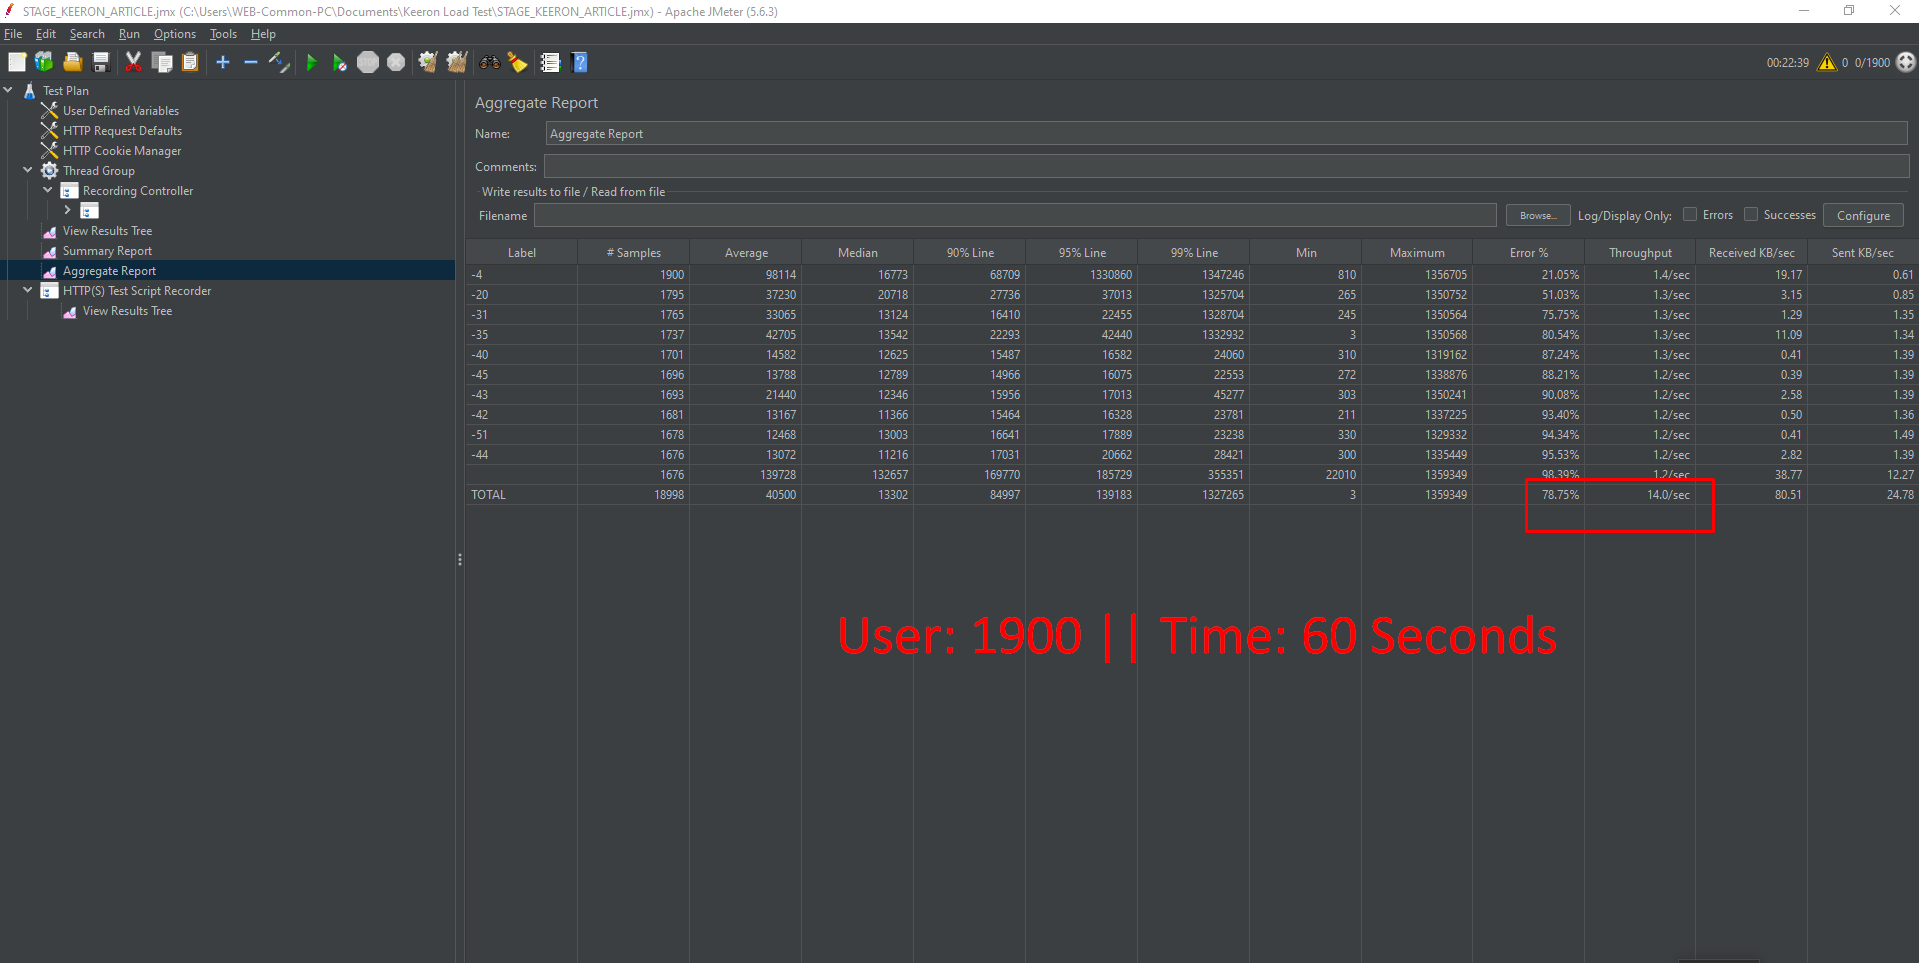 STAGE_KEERON_ARTICLE.jmx (C:\Users\WEB-Common-PC\Documents\Keeron Load Test\STAGE_KEERON_ARTICLE.jmx) - Apache JMeter (5.6.3)
File Edit Search Run Options Tools Help
STOP 00:22:39 0 0/1900
Test Plan
User Defined Variables
HTTP Request Defaults
HTTP Cookie Manager
Thread Group
Recording Controller
View Results Tree
Summary Report
Aggregate Report
HTTP(S) Test Script Recorder
View Results Tree
Aggregate Report
Name: Aggregate Report
Comments:
Write results to file / Read from file
Filename Browse... Log/Display Only: Errors Successes Configure
Label # Samples Average Median 90% Line 95% Line 99% Line Min Maximum Error % Throughput Received KB/sec Sent KB/sec
-4 1900 98114 16773 68709 1330860 1347246 810 1356705 21.05% 1.4/sec 19.17 0.61
-20 1795 37230 20718 27736 37013 1325704 265 1350752 51.03% 1.3/sec 3.15 0.85
-31 1765 33065 13124 16410 22455 1328704 245 1350564 75.75% 1.3/sec 1.29 1.35
-35 1737 42705 13542 22293 42440 1332932 3 1350568 80.54% 1.3/sec 11.09 1.34
-40 1701 14582 12625 15487 16582 24060 310 1319162 87.24% 1.3/sec 0.41 1.39
-45 1696 13788 12789 14966 16075 22553 272 1338876 88.21% 1.2/sec 0.39 1.39
-43 1693 21440 12346 15956 17013 45277 303 1350241 90.08% 1.2/sec 2.58 1.39
-42 1681 13167 11366 15464 16328 23781 211 1337225 93.40% 1.2/sec 0.50 1.36
-51 1678 12468 13003 16641 17889 23238 330 1329332 94.34% 1.2/sec 0.41 1.49
-44 1676 13072 11216 17031 20662 28421 300 1335449 95.53% 1.2/sec 2.82 1.39
1676 139728 132657 169770 185729 355351 22010 1359349 98.39% 1.2/sec 38.77 12.27
TOTAL 18998 40500 13302 84997 139183 1327265 3 1359349 78.75% 14.0/sec 80.51 24.78
User: 1900 || Time: 60 Seconds